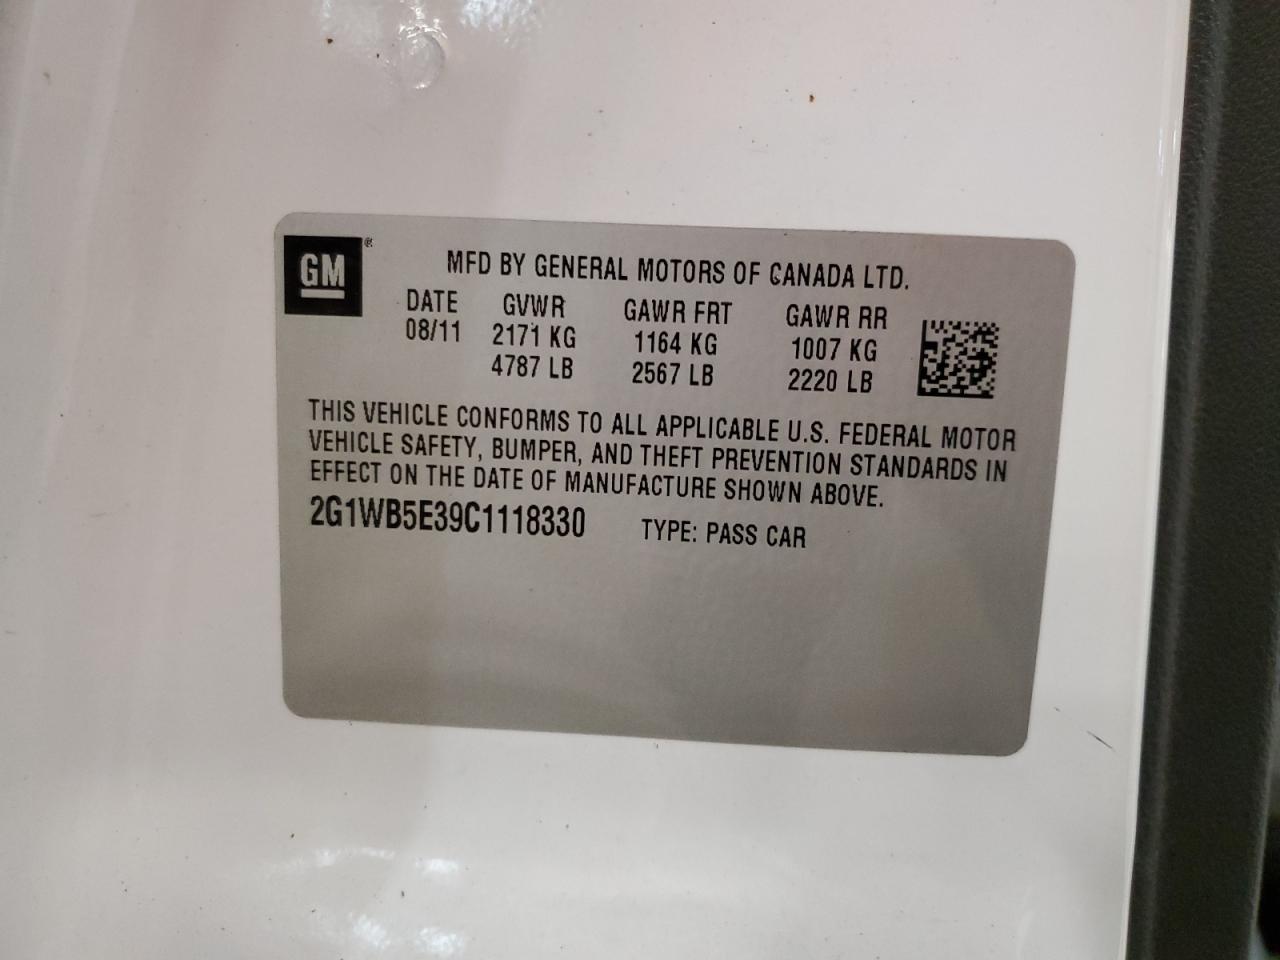 GM ®
MFD BY GENERAL MOTORS OF CANADA LTD.
DATE GVWR GAWR FRT GAWR RR
08/11 2171 KG 1164 KG 1007 KG
4787 LB 2567 LB 2220 LB
THIS VEHICLE CONFORMS TO ALL APPLICABLE U.S. FEDERAL MOTOR
VEHICLE SAFETY, BUMPER, AND THEFT PREVENTION STANDARDS IN
EFFECT ON THE DATE OF MANUFACTURE SHOWN ABOVE.
2G1WB5E39C1118330 TYPE: PASS CAR